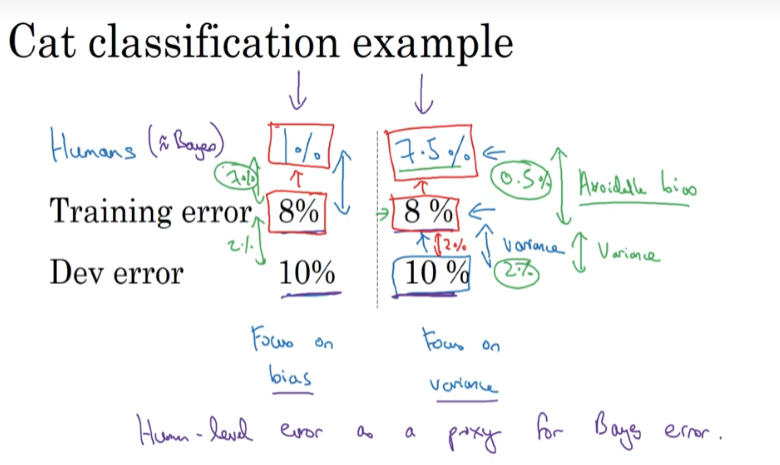 Cat classification example
Humans (≈ Bayes) 1% 7.5%
7% 0.5% Avoidable bias
Training error 8% 8 %
2% 2% Variance Variance
Dev error 10% 10 % 2%
Focus on Focus on
bias variance
Human-level error as a proxy for Bayes error.